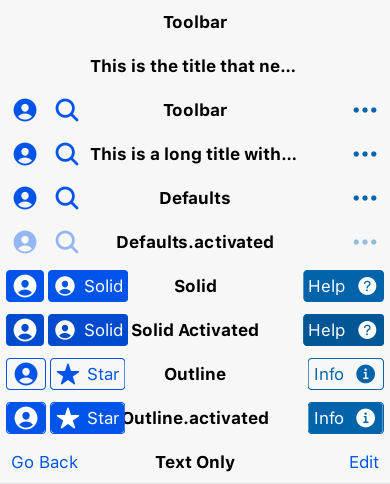 Toolbar
This is the title that ne...
Toolbar
This is a long title with...
Defaults
Defaults.activated
Solid Solid Help
Solid Solid Activated Help
Star Outline Info
Star Outline.activated Info
Go Back Text Only Edit